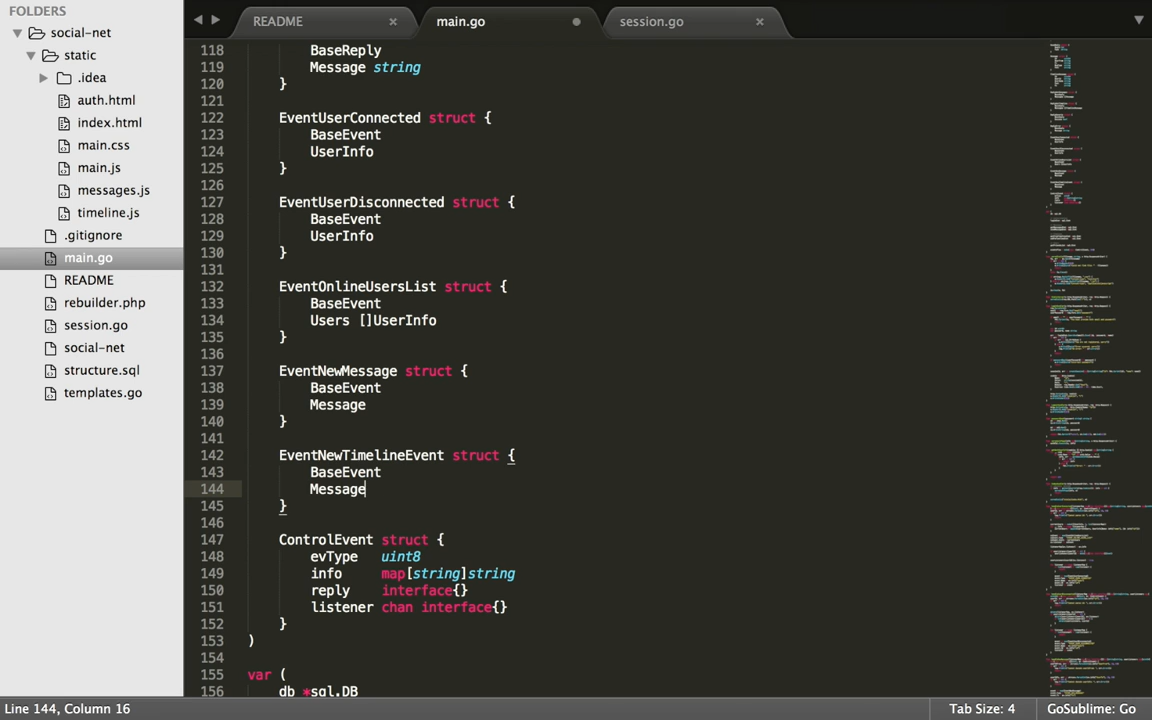 FOLDERS
social-net
static
.idea
auth.html
index.html
main.css
main.js
messages.js
timeline.js
.gitignore
main.go
README
rebuilder.php
session.go
social-net
structure.sql
templates.go
README ×
main.go
session.go ×
118 BaseReply
119 Message string
120 }
121
122 EventUserConnected struct {
123 BaseEvent
124 UserInfo
125 }
126
127 EventUserDisconnected struct {
128 BaseEvent
129 UserInfo
130 }
131
132 EventOnlineUsersList struct {
133 BaseEvent
134 Users []UserInfo
135 }
136
137 EventNewMessage struct {
138 BaseEvent
139 Message
140 }
141
142 EventNewTimelineEvent struct {
143 BaseEvent
144 Message
145 }
146
147 ControlEvent struct {
148 evType uint8
149 info map[string]string
150 reply interface{}
151 listener chan interface{}
152 }
153 )
154
155 var (
156 db *sql.DB
Line 144, Column 16
Tab Size: 4
GoSublime: Go